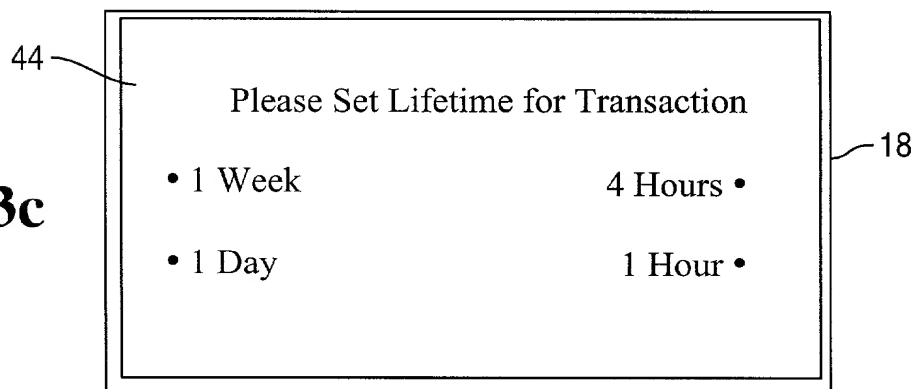 44
Please Set Lifetime for Transaction
18
• 1 Week 4 Hours •
3c
• 1 Day 1 Hour •